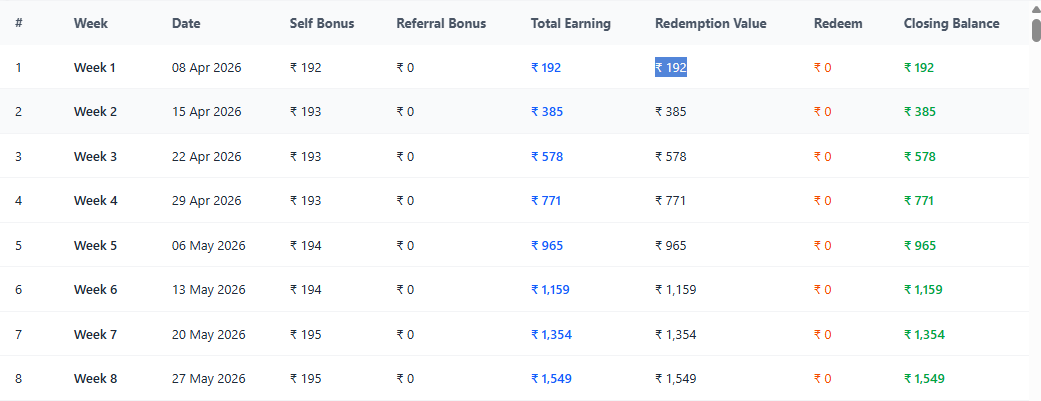 # Week Date Self Bonus Referral Bonus Total Earning Redemption Value Redeem Closing Balance
1 Week 1 08 Apr 2026 ₹ 192 ₹ 0 ₹ 192 ₹ 192 ₹ 0 ₹ 192
2 Week 2 15 Apr 2026 ₹ 193 ₹ 0 ₹ 385 ₹ 385 ₹ 0 ₹ 385
3 Week 3 22 Apr 2026 ₹ 193 ₹ 0 ₹ 578 ₹ 578 ₹ 0 ₹ 578
4 Week 4 29 Apr 2026 ₹ 193 ₹ 0 ₹ 771 ₹ 771 ₹ 0 ₹ 771
5 Week 5 06 May 2026 ₹ 194 ₹ 0 ₹ 965 ₹ 965 ₹ 0 ₹ 965
6 Week 6 13 May 2026 ₹ 194 ₹ 0 ₹ 1,159 ₹ 1,159 ₹ 0 ₹ 1,159
7 Week 7 20 May 2026 ₹ 195 ₹ 0 ₹ 1,354 ₹ 1,354 ₹ 0 ₹ 1,354
8 Week 8 27 May 2026 ₹ 195 ₹ 0 ₹ 1,549 ₹ 1,549 ₹ 0 ₹ 1,549